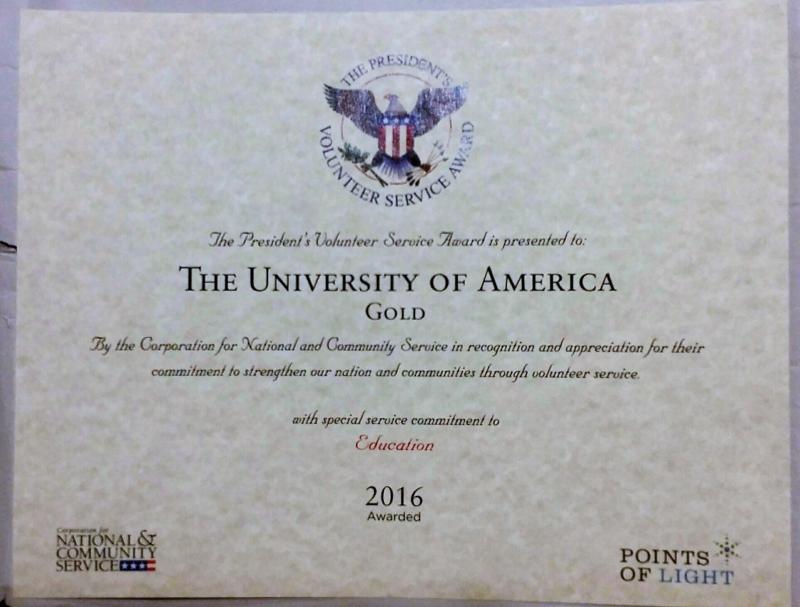 THE PRESIDENT'S
VOLUNTEER SERVICE AWARD
The President's Volunteer Service Award is presented to:
THE UNIVERSITY OF AMERICA
GOLD
By the Corporation for National and Community Service in recognition and appreciation for their
commitment to strengthen our nation and communities through volunteer service.
with special service commitment to
Education
2016
Awarded
Corporation for
NATIONAL &
COMMUNITY
SERVICE
POINTS
OF LIGHT